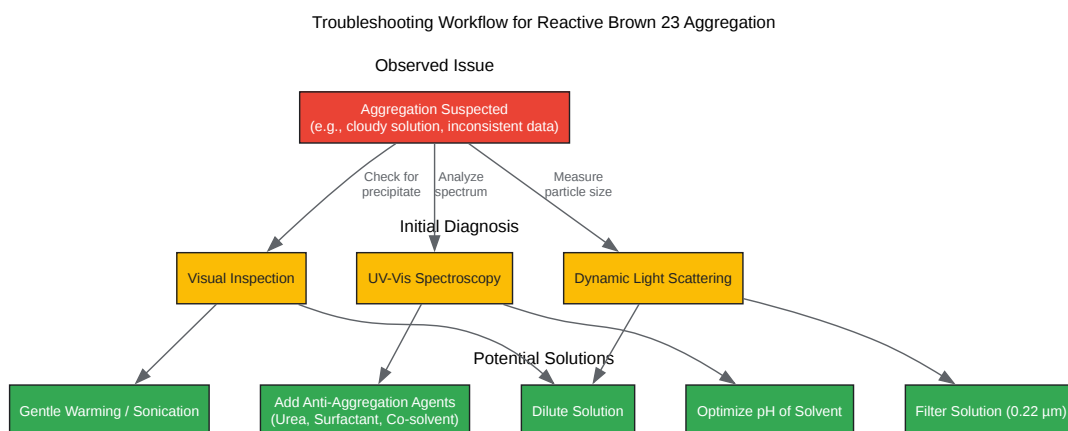 Troubleshooting Workflow for Reactive Brown 23 Aggregation
Observed Issue
Aggregation Suspected
(e.g., cloudy solution, inconsistent data)
Check for
precipitate
Analyze
spectrum
Measure
particle size
Initial Diagnosis
Visual Inspection
UV-Vis Spectroscopy
Dynamic Light Scattering
Potential Solutions
Gentle Warming / Sonication
Add Anti-Aggregation Agents
(Urea, Surfactant, Co-solvent)
Dilute Solution
Optimize pH of Solvent
Filter Solution (0.22 µm)